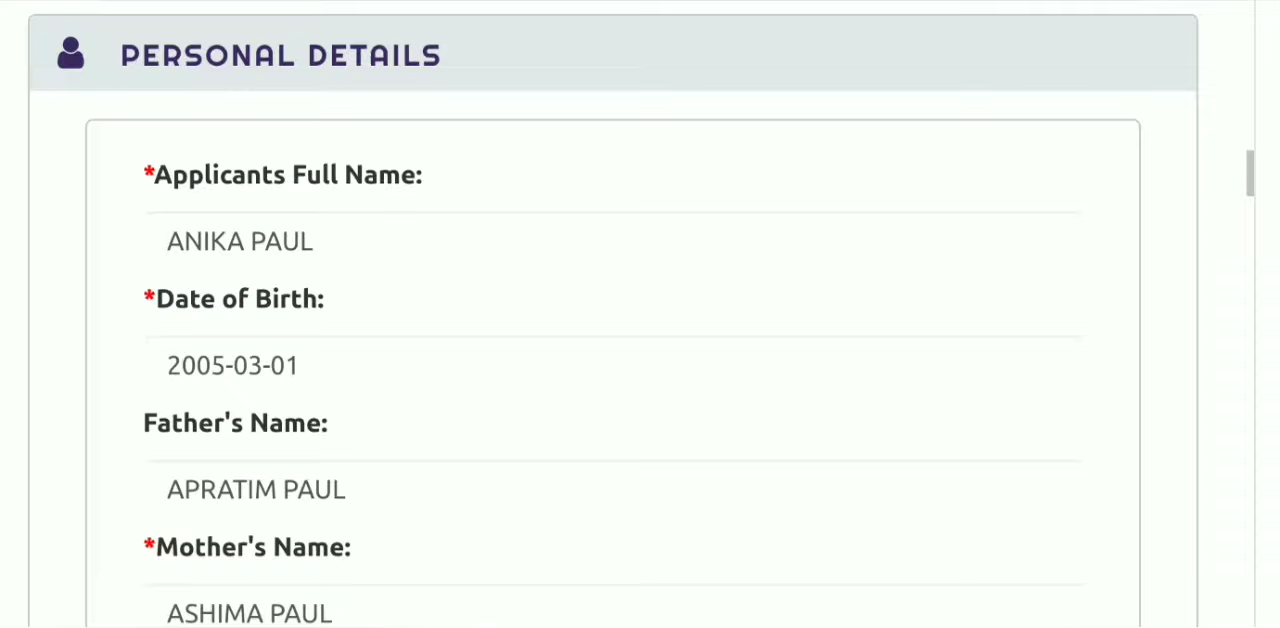 PERSONAL DETAILS
*Applicants Full Name:
ANIKA PAUL
*Date of Birth:
2005-03-01
Father's Name:
APRATIM PAUL
*Mother's Name:
ASHIMA PAUL